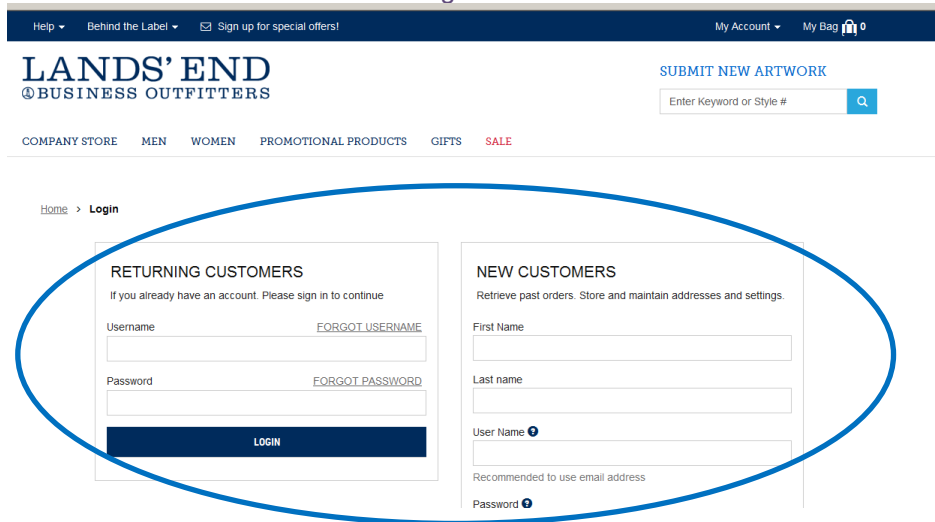 Help Behind the Label Sign up for special offers! My Account My Bag 0
LANDS' END
BUSINESS OUTFITTERS
SUBMIT NEW ARTWORK
Enter Keyword or Style #
COMPANY STORE MEN WOMEN PROMOTIONAL PRODUCTS GIFTS SALE
Home > Login
RETURNING CUSTOMERS
If you already have an account. Please sign in to continue
Username FORGOT USERNAME
Password FORGOT PASSWORD
LOGIN
NEW CUSTOMERS
Retrieve past orders. Store and maintain addresses and settings.
First Name
Last name
User Name
Recommended to use email address
Password